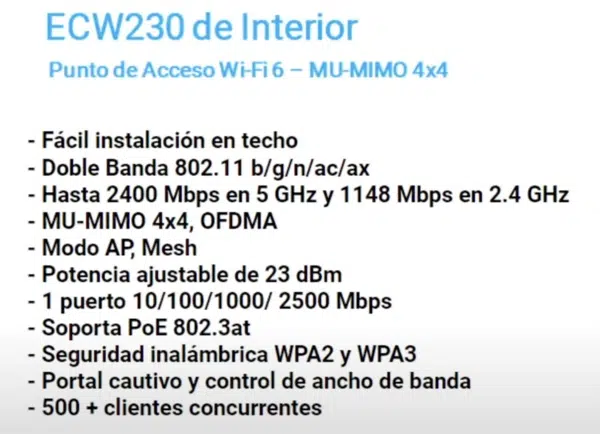 ECW230 de Interior
Punto de Acceso Wi-Fi 6 – MU-MIMO 4x4
- Fácil instalación en techo
- Doble Banda 802.11 b/g/n/ac/ax
- Hasta 2400 Mbps en 5 GHz y 1148 Mbps en 2.4 GHz
- MU-MIMO 4x4, OFDMA
- Modo AP, Mesh
- Potencia ajustable de 23 dBm
- 1 puerto 10/100/1000/ 2500 Mbps
- Soporta PoE 802.3at
- Seguridad inalámbrica WPA2 y WPA3
- Portal cautivo y control de ancho de banda
- 500 + clientes concurrentes